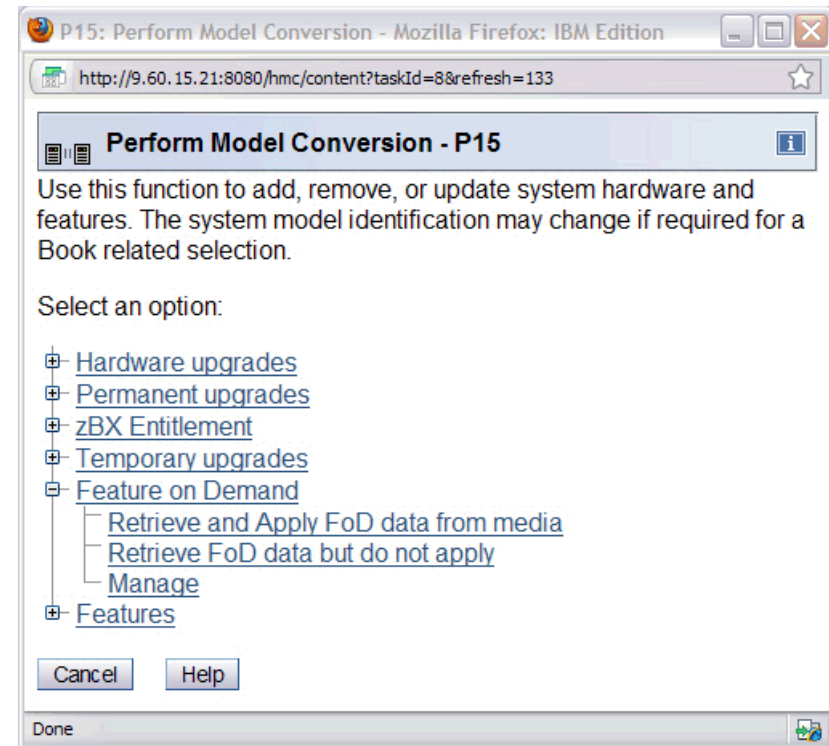 P15: Perform Model Conversion - Mozilla Firefox: IBM Edition
http://9.60.15.21:8080/hmc/content?taskId=8&refresh=133
Perform Model Conversion - P15
i
Use this function to add, remove, or update system hardware and
features. The system model identification may change if required for a
Book related selection.
Select an option:
Hardware upgrades
Permanent upgrades
zBX Entitlement
Temporary upgrades
Feature on Demand
Retrieve and Apply FoD data from media
Retrieve FoD data but do not apply
Manage
Features
Cancel Help
Done